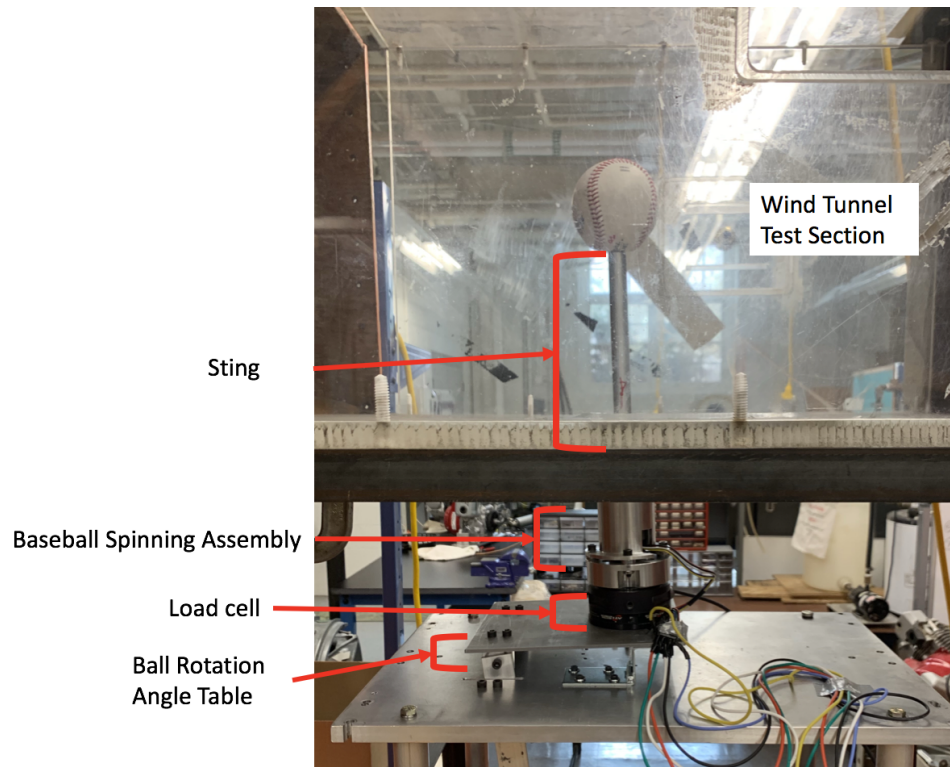 Wind Tunnel
Test Section
Sting
Baseball Spinning Assembly
Load cell
Ball Rotation
Angle Table